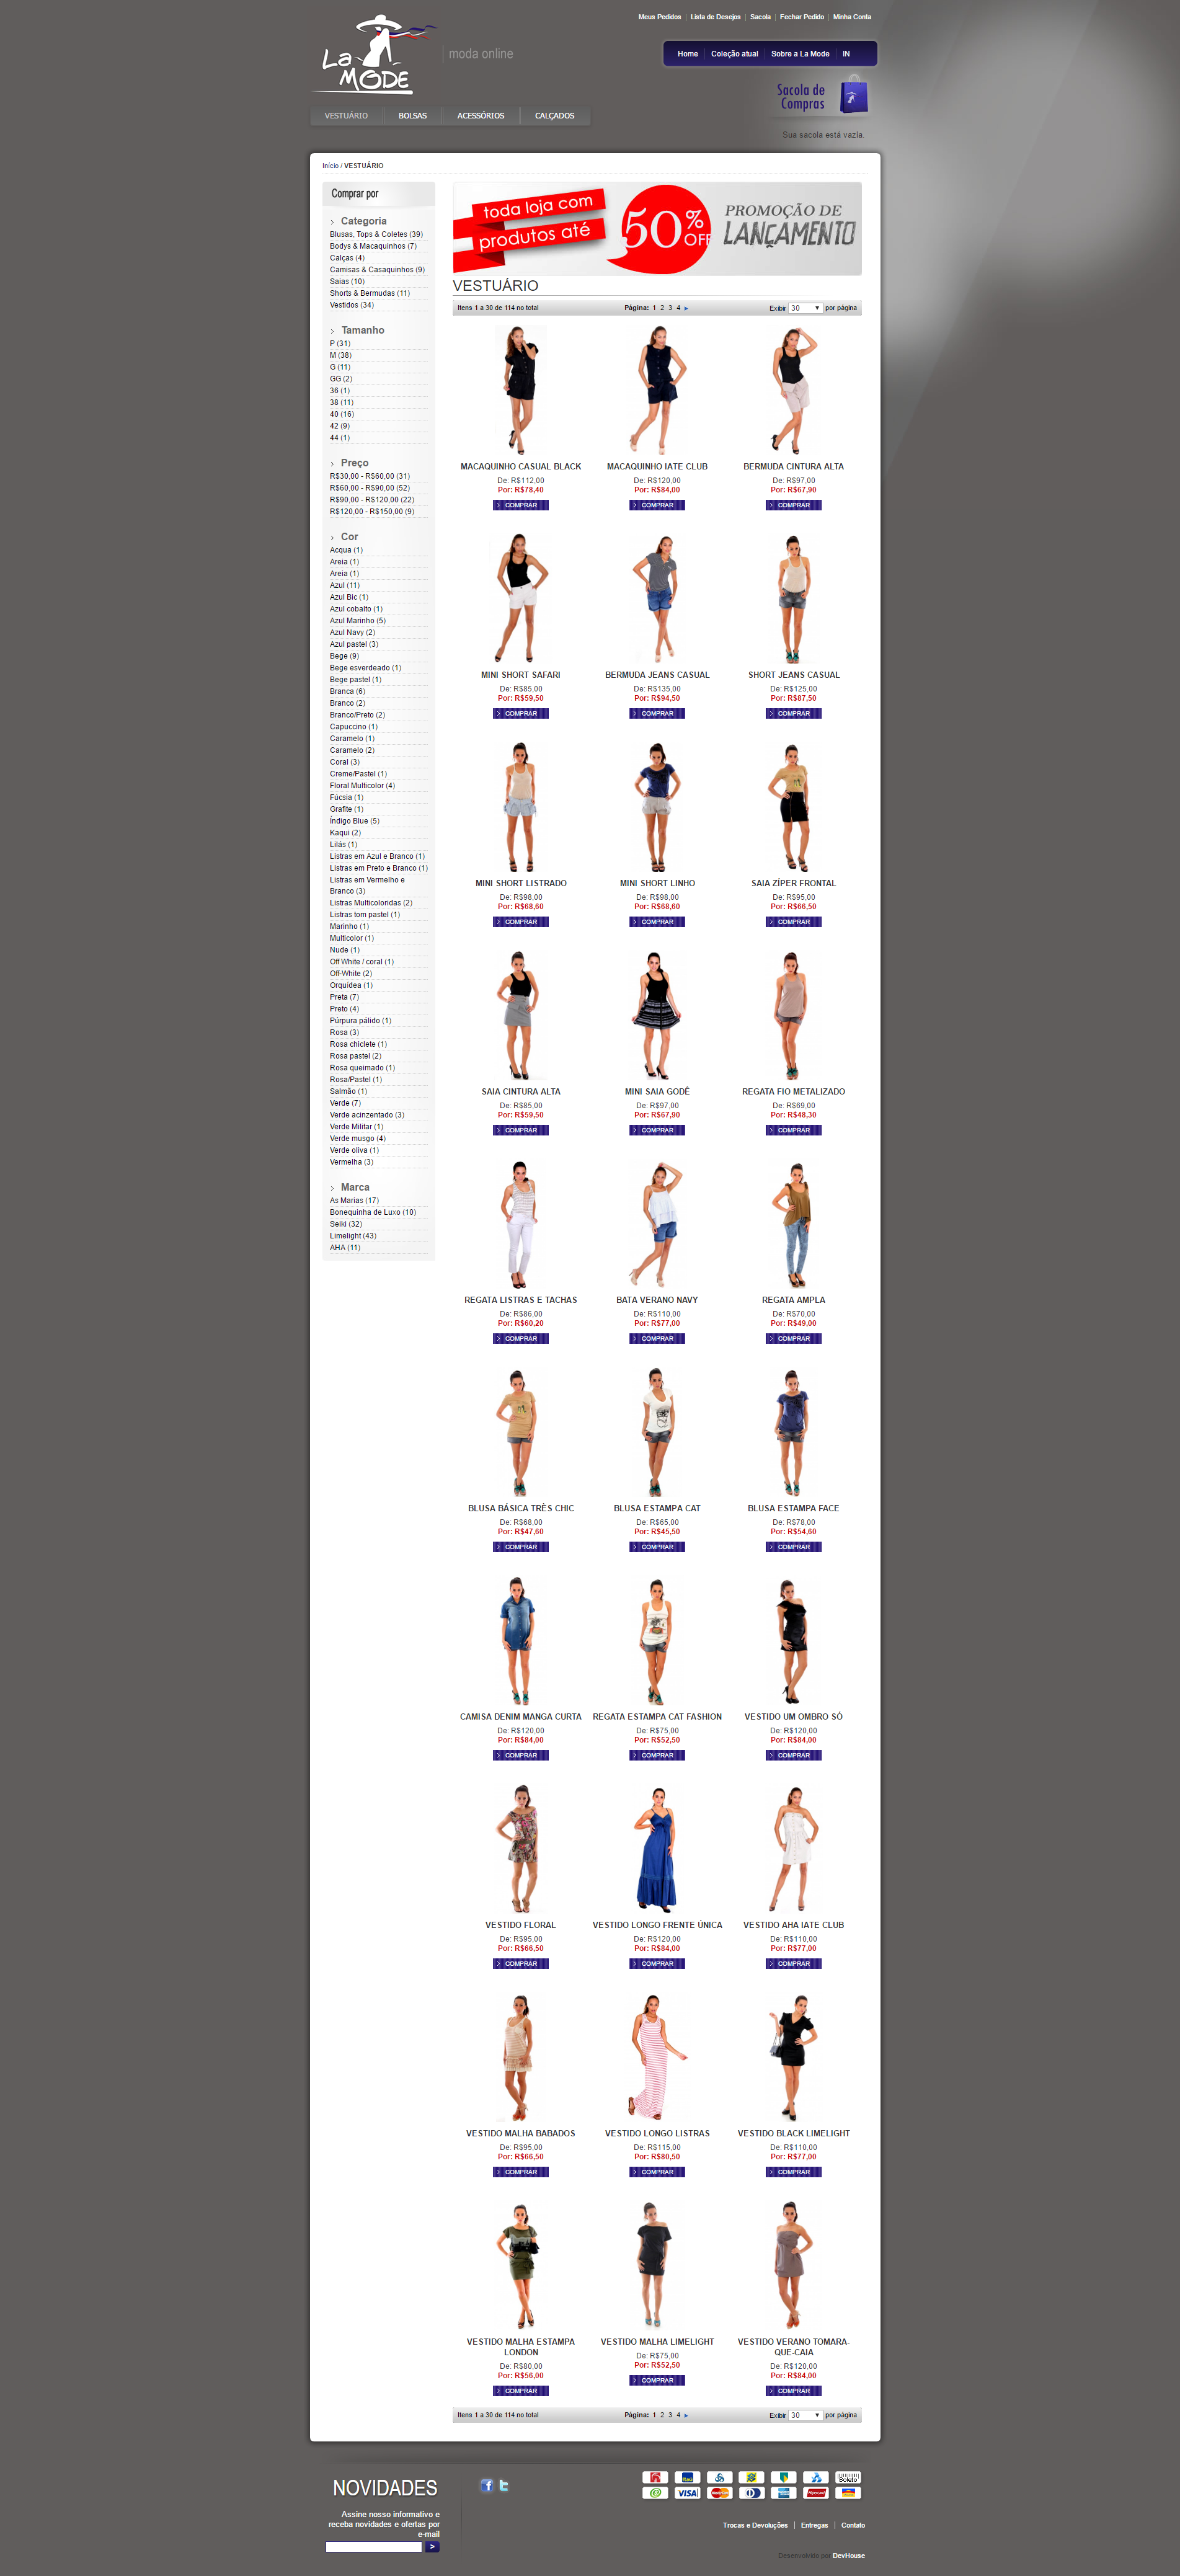 Meus Pedidos | Lista de Desejos | Sacola | Fechar Pedido | Minha Conta
La MODE
moda online
Home Coleção atual Sobre a La Mode IN
Sacola de Compras
Sua sacola está vazia.
VESTUÁRIO BOLSAS ACESSÓRIOS CALÇADOS
Início / VESTUÁRIO
Comprar por
Categoria
Blusas, Tops & Coletes (39)
Bodys & Macaquinhos (7)
Calças (4)
Camisas & Casaquinhos (9)
Saias (10)
Shorts & Bermudas (11)
Vestidos (34)
Tamanho
P (31)
M (38)
G (11)
GG (2)
36 (1)
38 (11)
40 (16)
42 (9)
44 (1)
Preço
R$30,00 - R$60,00 (31)
R$60,00 - R$90,00 (52)
R$90,00 - R$120,00 (22)
R$120,00 - R$150,00 (9)
Cor
Acqua (1)
Areia (1)
Areia (1)
Azul (11)
Azul Bic (1)
Azul cobalto (1)
Azul Marinho (5)
Azul Navy (2)
Azul pastel (3)
Bege (9)
Bege esverdeado (1)
Bege pastel (1)
Branca (6)
Branco (2)
Branco/Preto (2)
Capuccino (1)
Caramelo (1)
Caramelo (2)
Coral (3)
Creme/Pastel (1)
Floral Multicolor (4)
Fúcsia (1)
Grafite (1)
Índigo Blue (5)
Kaqui (2)
Lilás (1)
Listras em Azul e Branco (1)
Listras em Preto e Branco (1)
Listras em Vermelho e
Branco (3)
Listras Multicoloridas (2)
Listras tom pastel (1)
Marinho (1)
Multicolor (1)
Nude (1)
Off White / coral (1)
Off-White (2)
Orquídea (1)
Preta (7)
Preto (4)
Púrpura pálido (1)
Rosa (3)
Rosa chiclete (1)
Rosa pastel (2)
Rosa queimado (1)
Rosa/Pastel (1)
Salmão (1)
Verde (7)
Verde acinzentado (3)
Verde Militar (1)
Verde musgo (4)
Verde oliva (1)
Vermelha (3)
Marca
As Marias (17)
Bonequinha de Luxo (10)
Seiki (32)
Limelight (43)
AHA (11)
toda loja com
produtos até
50% OFF
PROMOÇÃO DE
LANÇAMENTO
VESTUÁRIO
Itens 1 a 30 de 114 no total Página: 1 2 3 4 Exibir 30 por página
MACAQUINHO CASUAL BLACK MACAQUINHO IATE CLUB BERMUDA CINTURA ALTA
De: R$112,00 De: R$120,00 De: R$97,00
Por: R$78,40 Por: R$84,00 Por: R$67,90
COMPRAR COMPRAR COMPRAR
MINI SHORT SAFARI BERMUDA JEANS CASUAL SHORT JEANS CASUAL
De: R$85,00 De: R$135,00 De: R$125,00
Por: R$59,50 Por: R$94,50 Por: R$87,50
COMPRAR COMPRAR COMPRAR
MINI SHORT LISTRADO MINI SHORT LINHO SAIA ZÍPER FRONTAL
De: R$98,00 De: R$98,00 De: R$95,00
Por: R$68,60 Por: R$68,60 Por: R$66,50
COMPRAR COMPRAR COMPRAR
SAIA CINTURA ALTA MINI SAIA GODÊ REGATA FIO METALIZADO
De: R$85,00 De: R$97,00 De: R$69,00
Por: R$59,50 Por: R$67,90 Por: R$48,30
COMPRAR COMPRAR COMPRAR
REGATA LISTRAS E TACHAS BATA VERANO NAVY REGATA AMPLA
De: R$86,00 De: R$110,00 De: R$70,00
Por: R$60,20 Por: R$77,00 Por: R$49,00
COMPRAR COMPRAR COMPRAR
BLUSA BÁSICA TRÈS CHIC BLUSA ESTAMPA CAT BLUSA ESTAMPA FACE
De: R$68,00 De: R$65,00 De: R$78,00
Por: R$47,60 Por: R$45,50 Por: R$54,60
COMPRAR COMPRAR COMPRAR
CAMISA DENIM MANGA CURTA REGATA ESTAMPA CAT FASHION VESTIDO UM OMBRO SÓ
De: R$120,00 De: R$75,00 De: R$120,00
Por: R$84,00 Por: R$52,50 Por: R$84,00
COMPRAR COMPRAR COMPRAR
VESTIDO FLORAL VESTIDO LONGO FRENTE ÚNICA VESTIDO AHA IATE CLUB
De: R$95,00 De: R$120,00 De: R$110,00
Por: R$66,50 Por: R$84,00 Por: R$77,00
COMPRAR COMPRAR COMPRAR
VESTIDO MALHA BABADOS VESTIDO LONGO LISTRAS VESTIDO BLACK LIMELIGHT
De: R$95,00 De: R$115,00 De: R$110,00
Por: R$66,50 Por: R$80,50 Por: R$77,00
COMPRAR COMPRAR COMPRAR
VESTIDO MALHA ESTAMPA LONDON VESTIDO MALHA LIMELIGHT VESTIDO VERANO TOMARA-QUE-CAIA
De: R$80,00 De: R$75,00 De: R$120,00
Por: R$56,00 Por: R$52,50 Por: R$84,00
COMPRAR COMPRAR COMPRAR
Itens 1 a 30 de 114 no total Página: 1 2 3 4 Exibir 30 por página
NOVIDADES
Assine nosso informativo e
receba novidades e ofertas por
e-mail
>
Boleto
VISA MasterCard Hipercard
Trocas e Devoluções | Entregas | Contato
Desenvolvido por DevHouse